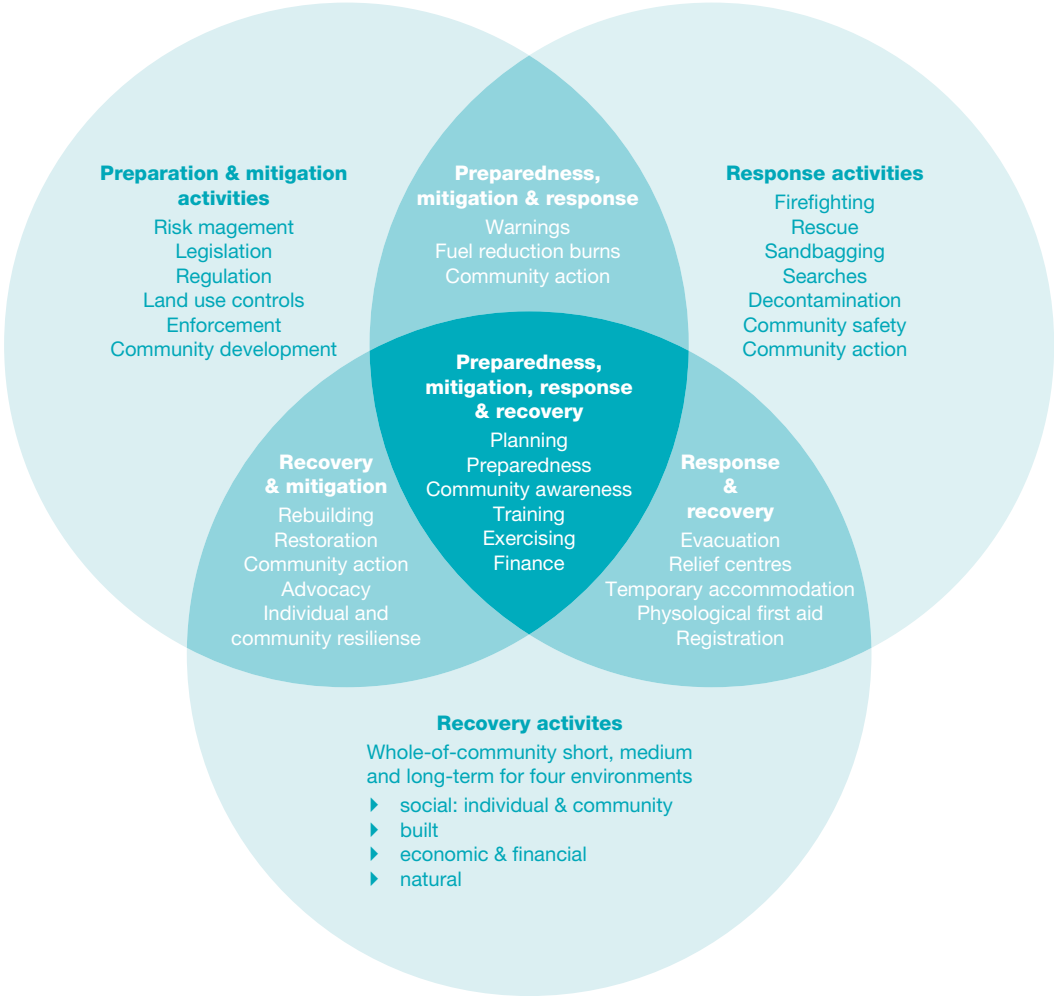 Preparation & mitigation
activities
Risk magement
Legislation
Regulation
Land use controls
Enforcement
Community development
Preparedness,
mitigation & response
Warnings
Fuel reduction burns
Community action
Response activities
Firefighting
Rescue
Sandbagging
Searches
Decontamination
Community safety
Community action
Preparedness,
mitigation, response
& recovery
Planning
Preparedness
Community awareness
Training
Exercising
Finance
Recovery
& mitigation
Rebuilding
Restoration
Community action
Advocacy
Individual and
community resiliense
Response
&
recovery
Evacuation
Relief centres
Temporary accommodation
Physological first aid
Registration
Recovery activites
Whole-of-community short, medium
and long-term for four environments
social: individual & community
built
economic & financial
natural